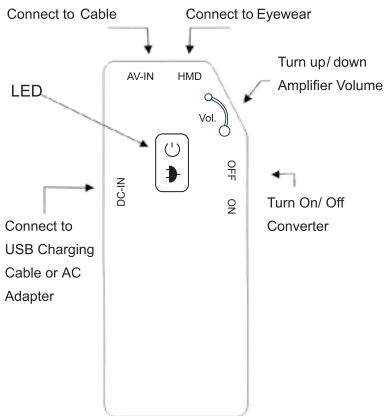 Connect to Cable
Connect to Eyewear
Turn up/ down
Amplifier Volume
AV-IN
HMD
LED
Vol.
OFF
ON
DC-IN
Turn On/ Off
Converter
Connect to
USB Charging
Cable or AC
Adapter